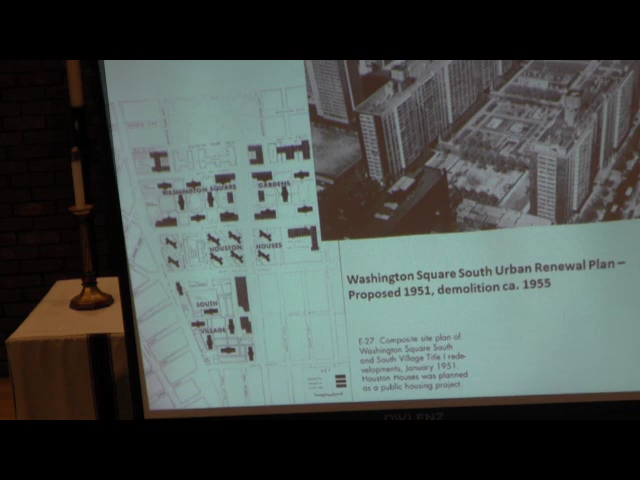 WASHINGTON SQUARE
GARDENS
HOUSTON
HOUSES
SOUTH
VILLAGE
Washington Square South Urban Renewal Plan –
Proposed 1951, demolition ca. 1955
E-27. Composite site plan of
Washington Square South
and South Village Title I rede-
velopments, January 1951.
Houston Houses was planned
as a public housing project.
OWLENZ